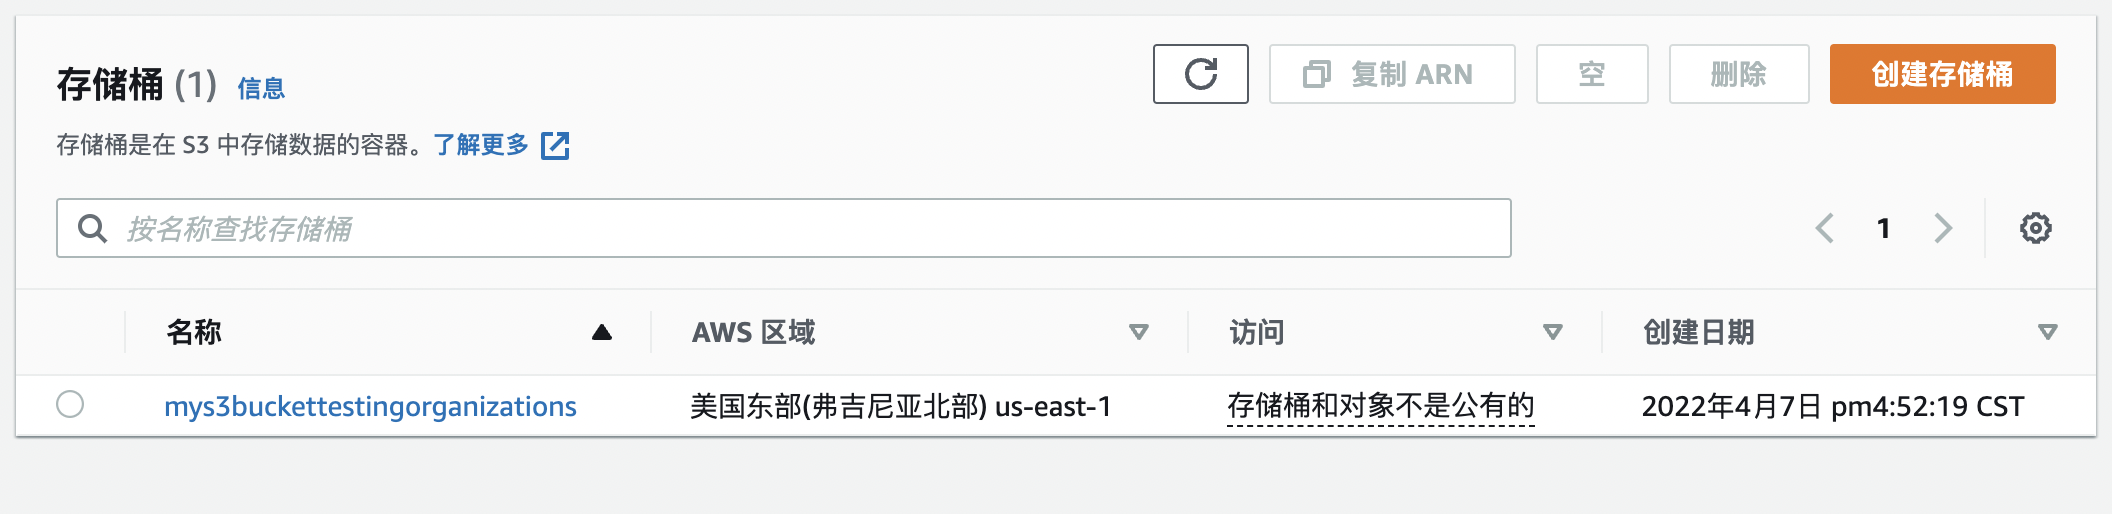 存储桶 (1) 信息
复制 ARN
空
删除
创建存储桶
存储桶是在 S3 中存储数据的容器。了解更多
按名称查找存储桶
1
名称 AWS 区域 访问 创建日期
mys3buckettestingorganizations 美国东部(弗吉尼亚北部) us-east-1 存储桶和对象不是公有的 2022年4月7日 pm4:52:19 CST